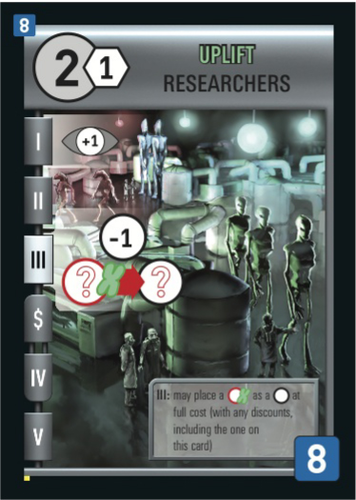 8
2 1
UPLIFT
RESEARCHERS
I
+1
II
-1
III
? ?
$
IV
III: may place a as a at
full cost (with any discounts,
including the one on
this card)
V
8